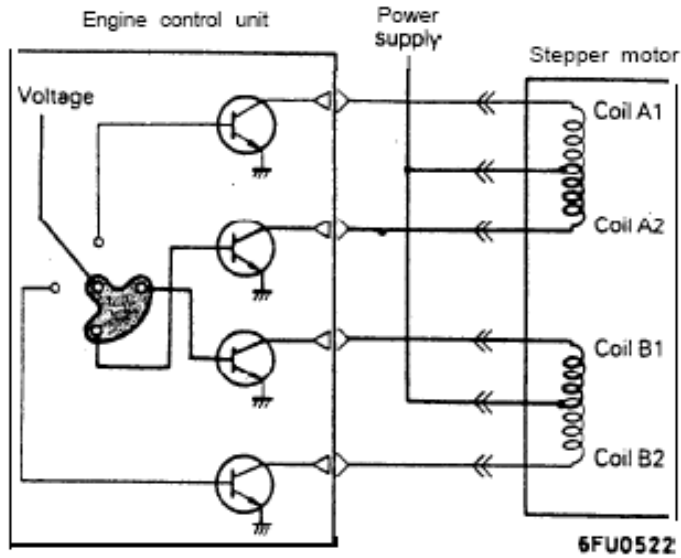 Engine control unit
Power
supply
Stepper motor
Voltage
Coil A1
Coil A2
Coil B1
Coil B2
6FU0522